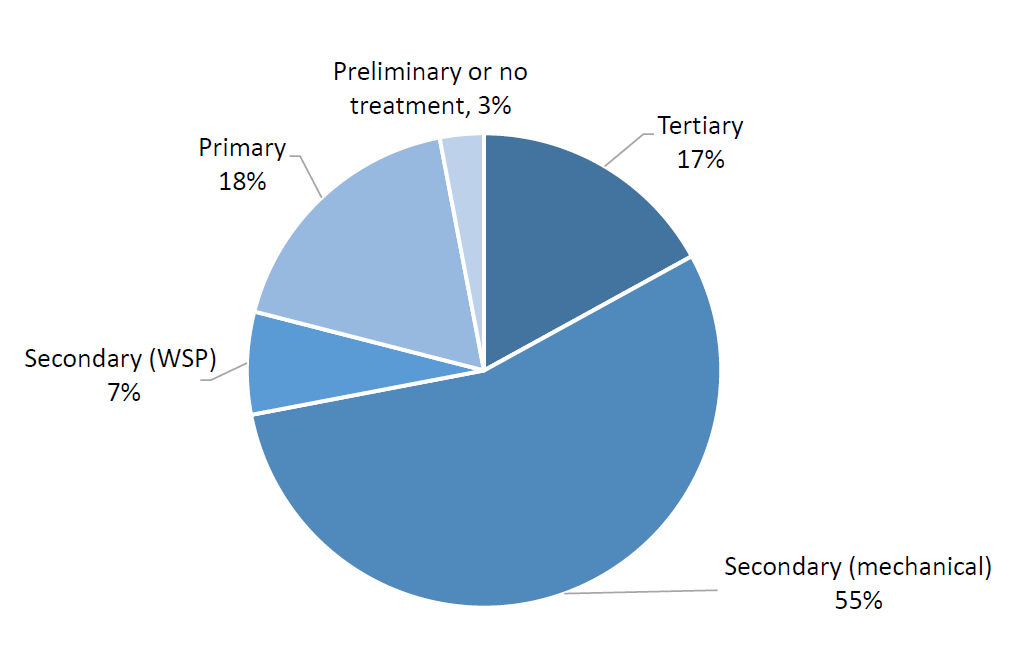 Preliminary or no
treatment, 3%
Tertiary
17%
Primary
18%
Secondary (WSP)
7%
Secondary (mechanical)
55%